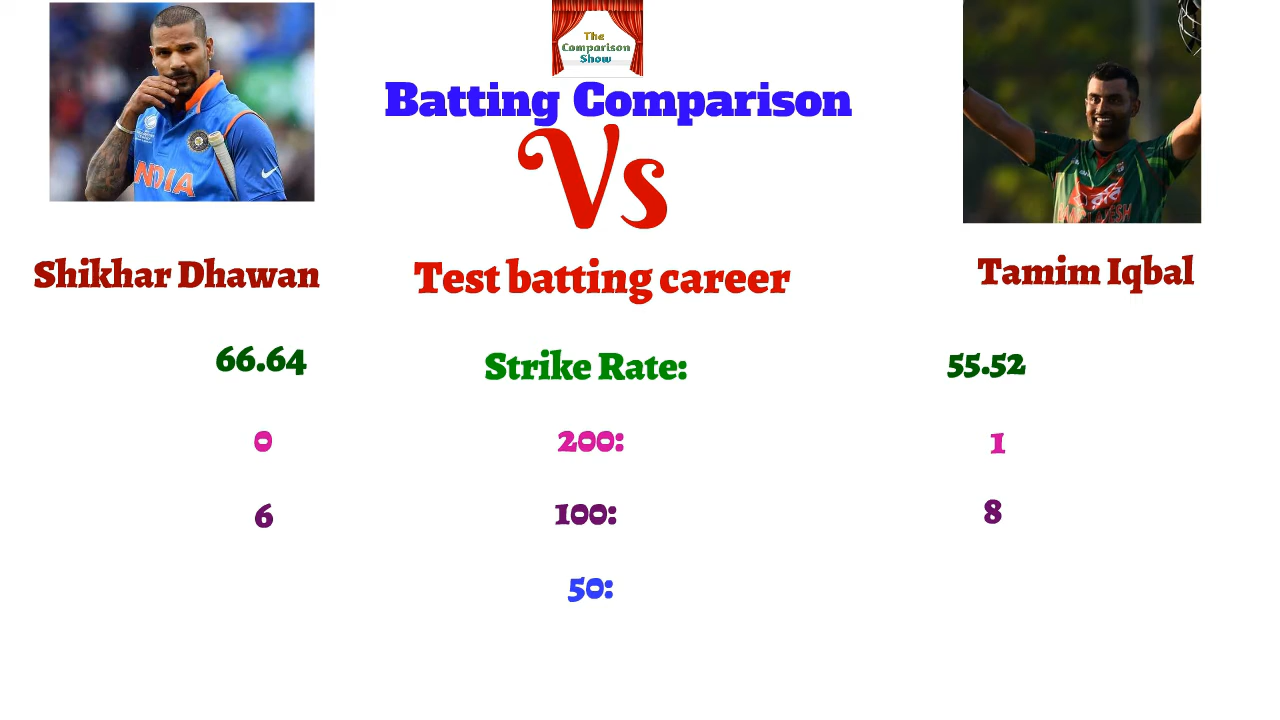 The
Comparison
Show
Batting Comparison
Vs
INDIA
Shikhar Dhawan
Test batting career
Tamim Iqbal
66.64
Strike Rate:
55.52
0
200:
1
6
100:
8
50: